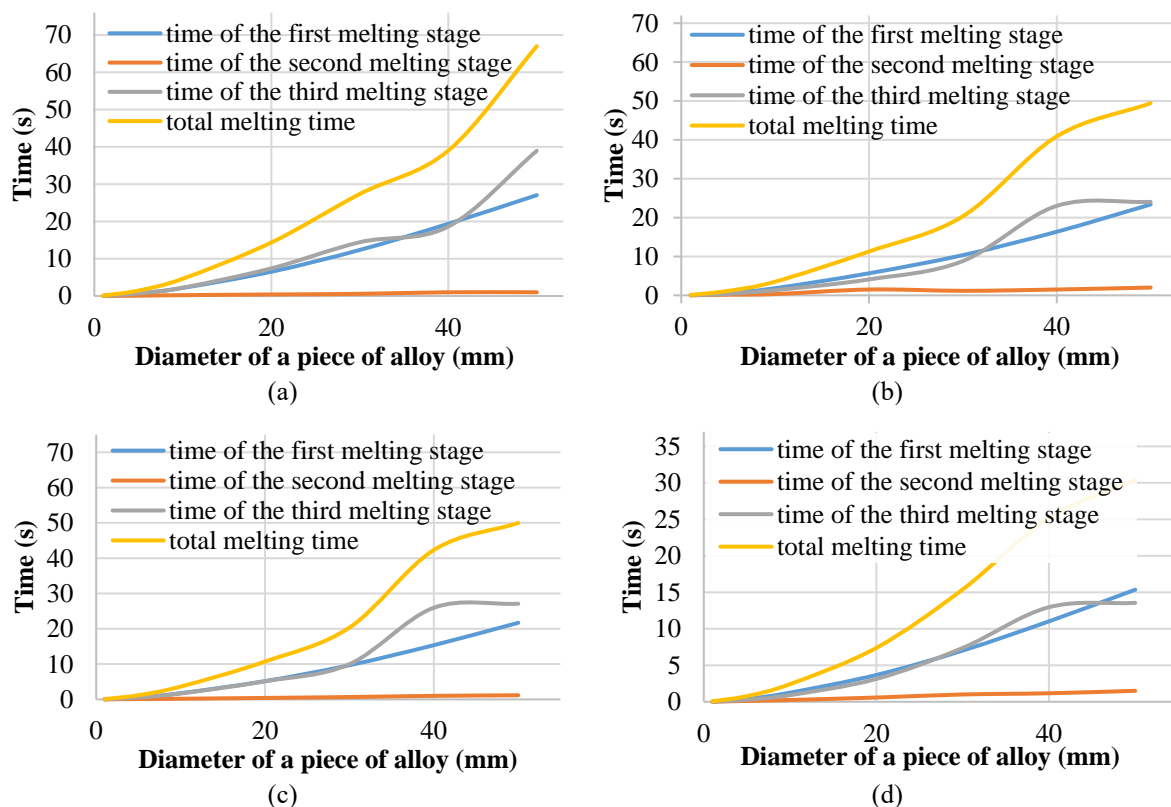 70
60
50
40
30
20
10
0
Time (s)
time of the first melting stage
time of the second melting stage
time of the third melting stage
total melting time
0
20
40
Diameter of a piece of alloy (mm)
(a)
70
60
50
40
30
20
10
0
Time (s)
time of the first melting stage
time of the second melting stage
time of the third melting stage
total melting time
0
20
40
Diameter of a piece of alloy (mm)
(b)
70
60
50
40
30
20
10
0
Time (s)
time of the first melting stage
time of the second melting stage
time of the third melting stage
total melting time
0
20
40
Diameter of a piece of alloy (mm)
(c)
35
30
25
20
15
10
5
0
Time (s)
time of the first melting stage
time of the second melting stage
time of the third melting stage
total melting time
0
20
40
Diameter of a piece of alloy (mm)
(d)